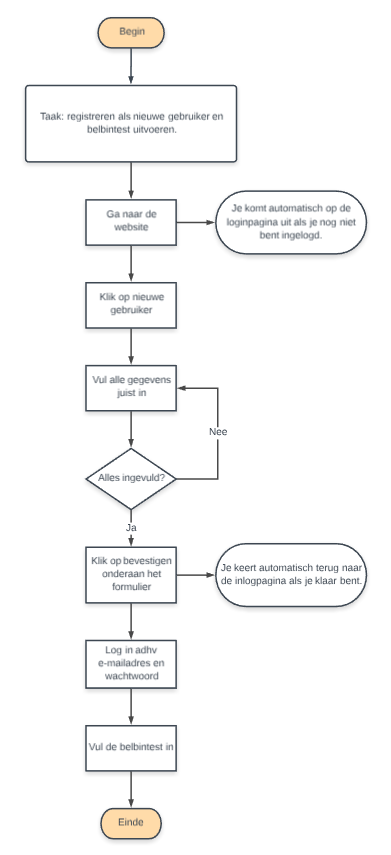 Begin
Taak: registreren als nieuwe gebruiker en
belbintest uitvoeren.
Ga naar de
website
Je komt automatisch op de
loginpagina uit als je nog niet
bent ingelogd.
Klik op nieuwe
gebruiker
Vul alle gegevens
juist in
Nee
Alles ingevuld?
Ja
Klik op bevestigen
onderaan het
formulier
Je keert automatisch terug naar
de inlogpagina als je klaar bent.
Log in adhv
e-mailadres en
wachtwoord
Vul de belbintest in
Einde